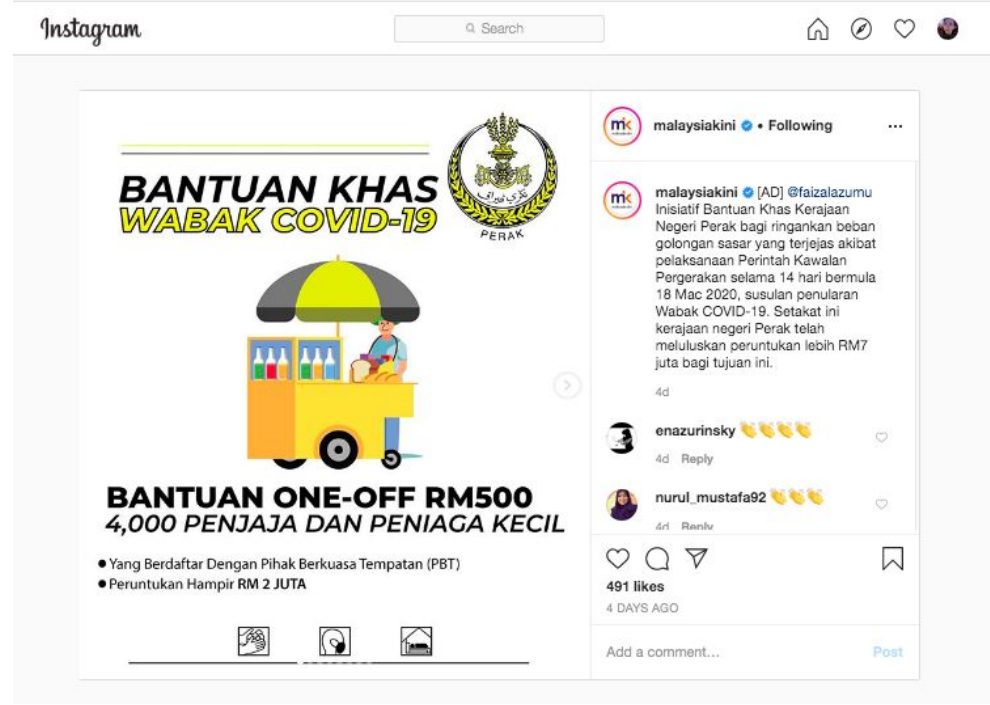 Instagram
Search
BANTUAN KHAS
WABAK COVID-19
PERAK
BANTUAN ONE-OFF RM500
4,000 PENJAJA DAN PENIAGA KECIL
• Yang Berdaftar Dengan Pihak Berkuasa Tempatan (PBT)
• Peruntukan Hampir RM 2 JUTA
mk
malaysiakini • Following
...
mk
malaysiakini [AD] @faizalazumu
Inisiatif Bantuan Khas Kerajaan
Negeri Perak bagi ringankan beban
golongan sasar yang terjejas akibat
pelaksanaan Perintah Kawalan
Pergerakan selama 14 hari bermula
18 Mac 2020, susulan penularan
Wabak COVID-19. Setakat ini
kerajaan negeri Perak telah
meluluskan peruntukan lebih RM7
juta bagi tujuan ini.
4d
enazurinsky 👏👏👏👏
4d Reply
nurul_mustafa92 👏👏👏
4d Reply
491 likes
4 DAYS AGO
Add a comment...
Post